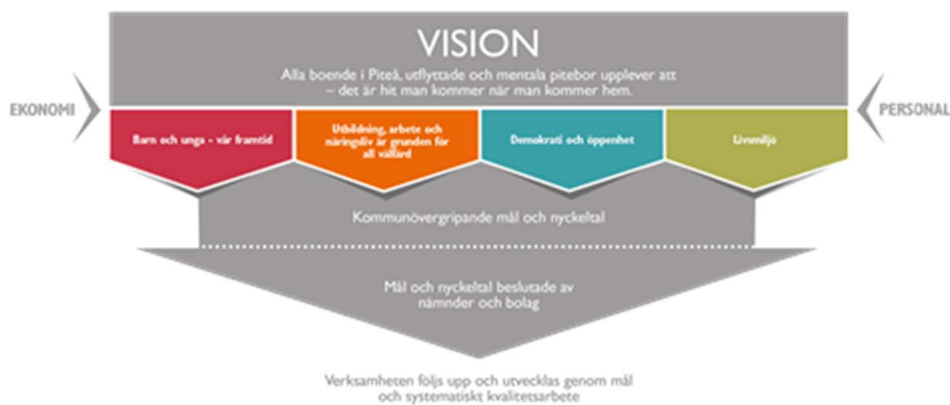 VISION
Alla boende i Piteå, utflyttade och mentala pitebor upplever att
– det är hit man kommer när man kommer hem.
EKONOMI
PERSONAL
Barn och unga – vår framtid
Utbildning, arbete och
näringsliv är grunden för
all välfärd
Demokrati och öppenhet
Livsmiljö
Kommunövergripande mål och nyckeltal
Mål och nyckeltal beslutade av
nämnder och bolag
Verksamheten följs upp och utvecklas genom mål
och systematiskt kvalitetsarbete